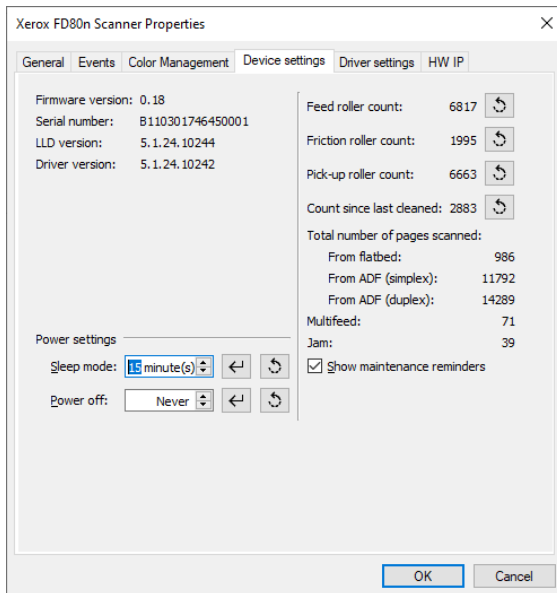 Xerox FD80n Scanner Properties
General Events Color Management Device settings Driver settings HW IP
Firmware version: 0.18
Serial number: B110301746450001
LLD version: 5.1.24.10244
Driver version: 5.1.24.10242
Power settings
Sleep mode: 15 minute(s)
Power off: Never
Feed roller count: 6817
Friction roller count: 1995
Pick-up roller count: 6663
Count since last cleaned: 2883
Total number of pages scanned:
From flatbed: 986
From ADF (simplex): 11792
From ADF (duplex): 14289
Multifeed: 71
Jam: 39
Show maintenance reminders
OK Cancel